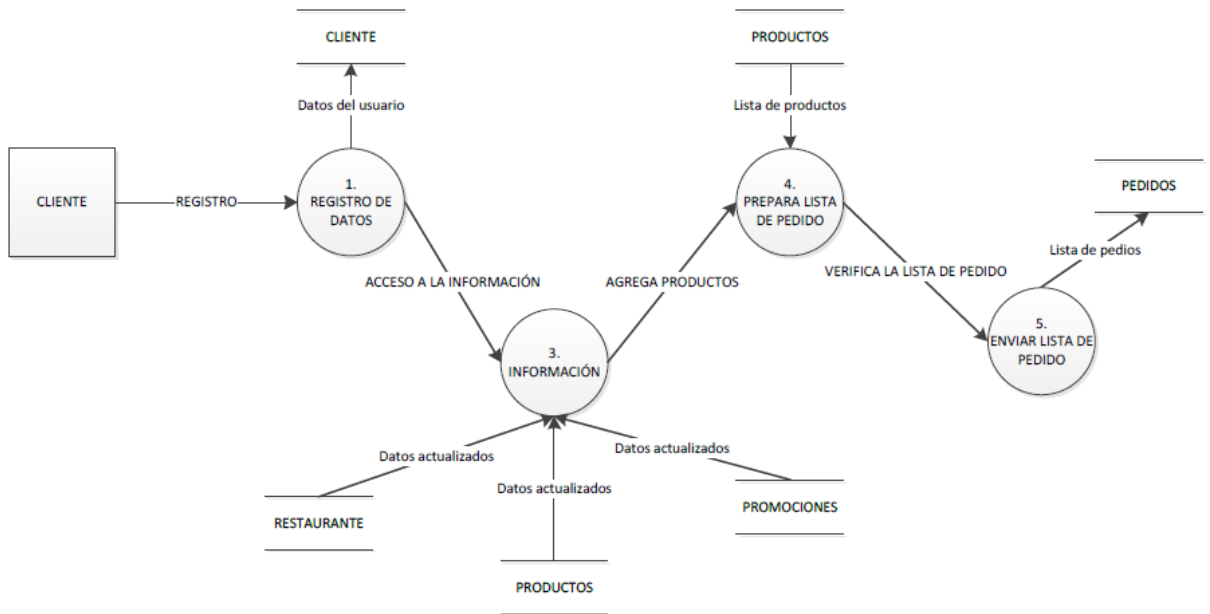 CLIENTE
PRODUCTOS
Datos del usuario
Lista de productos
CLIENTE
REGISTRO
1.
REGISTRO DE
DATOS
4.
PREPARA LISTA
DE PEDIDO
PEDIDOS
Lista de pedios
ACCESO A LA INFORMACIÓN
AGREGA PRODUCTOS
VERIFICA LA LISTA DE PEDIDO
3.
INFORMACIÓN
5.
ENVIAR LISTA DE
PEDIDO
Datos actualizados
Datos actualizados
Datos actualizados
RESTAURANTE
PROMOCIONES
PRODUCTOS